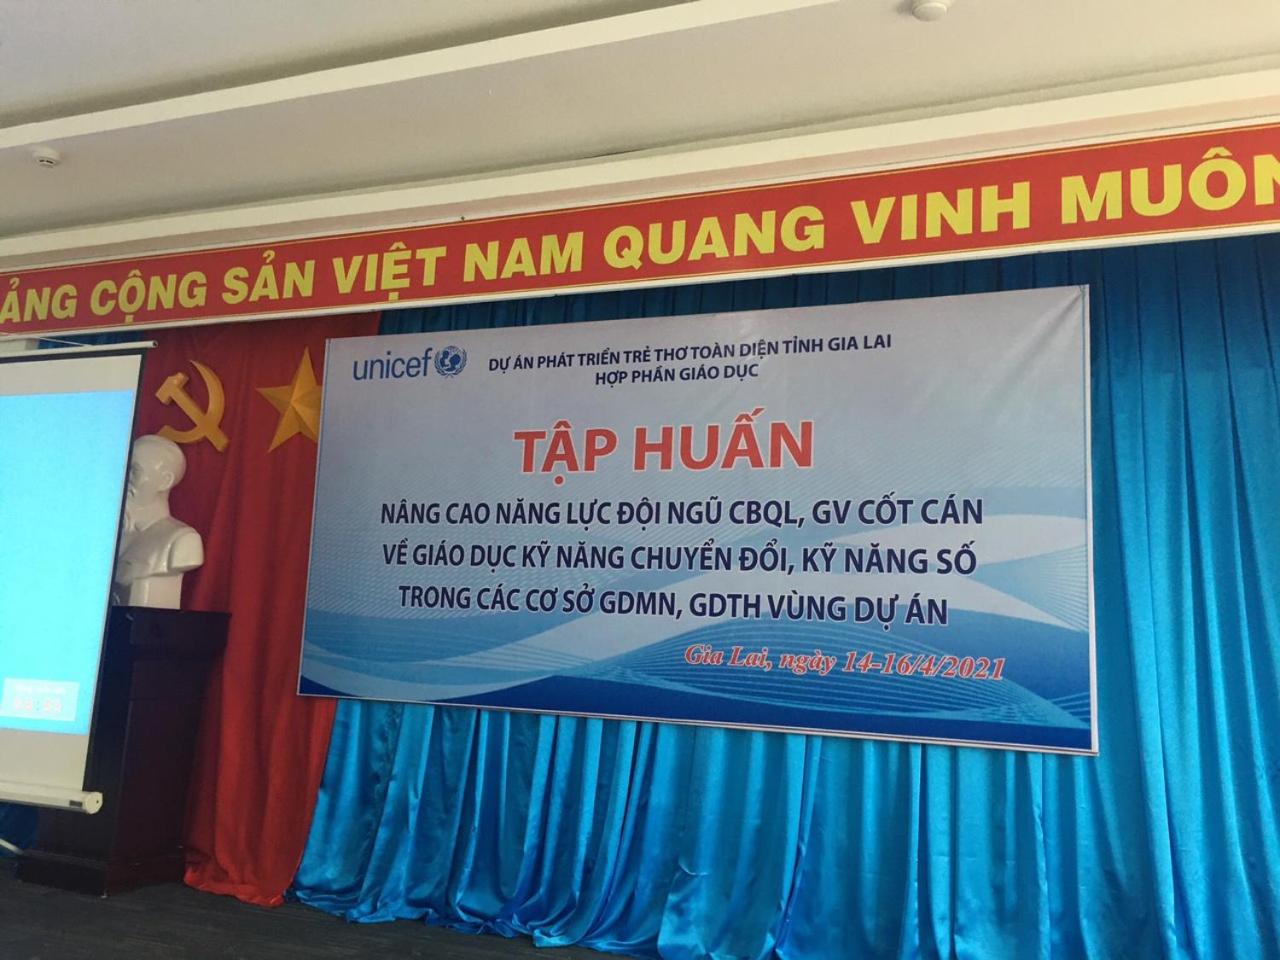 ẢNG CỘNG SẢN VIỆT NAM QUANG VINH MUÔN
unicef
DỰ ÁN PHÁT TRIỂN TRẺ THƠ TOÀN DIỆN TỈNH GIA LAI
HỢP PHẦN GIÁO DỤC
TẬP HUẤN
NÂNG CAO NĂNG LỰC ĐỘI NGŨ CBQL, GV CỐT CÁN
VỀ GIÁO DỤC KỸ NĂNG CHUYỂN ĐỔI, KỸ NĂNG SỐ
TRONG CÁC CƠ SỞ GDMN, GDTH VÙNG DỰ ÁN
Gia Lai, ngày 14-16/4/2021